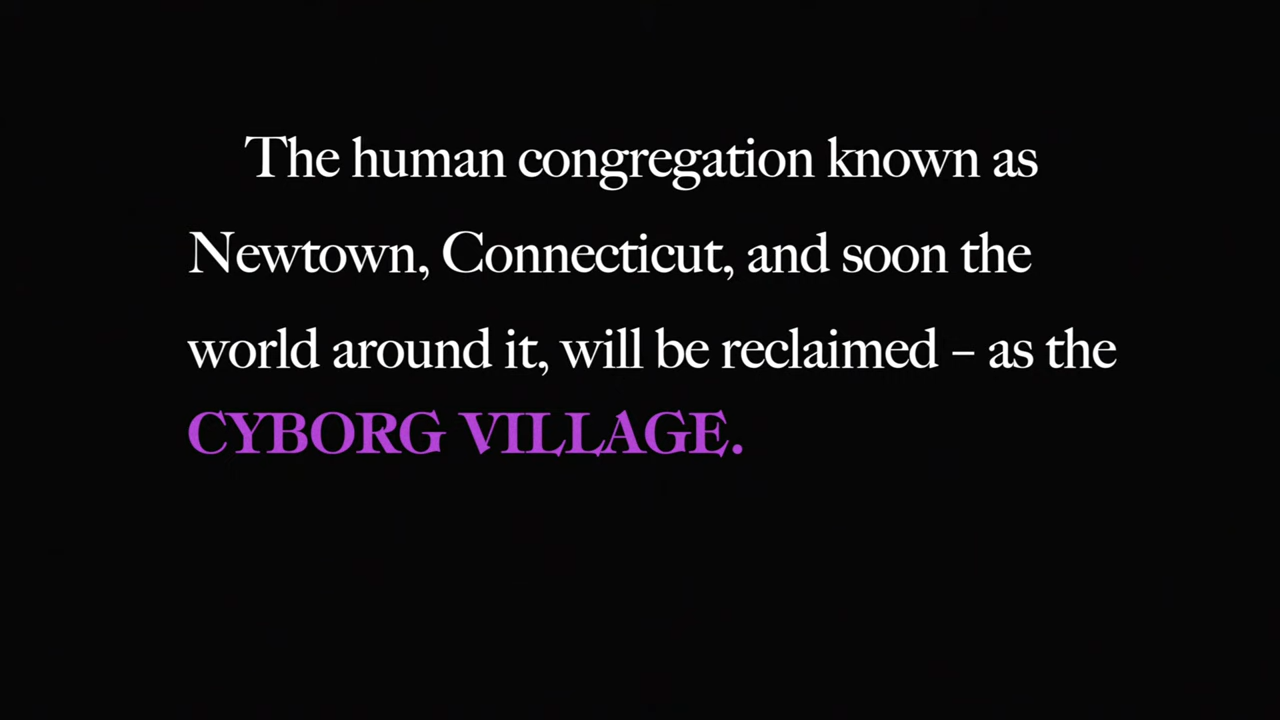 The human congregation known as
Newtown, Connecticut, and soon the
world around it, will be reclaimed – as the
CYBORG VILLAGE.